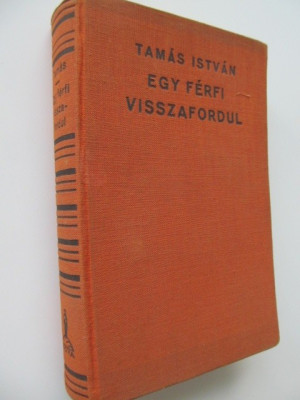 TAMÁS ISTVÁN
EGY FÉRFI
VISSZAFORDUL